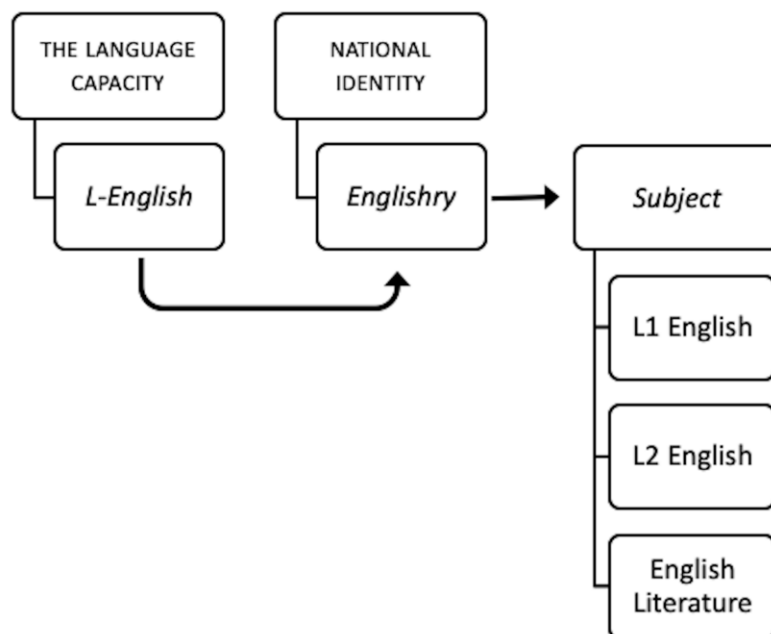 THE LANGUAGE
CAPACITY
NATIONAL
IDENTITY
L-English
Englishry
Subject
L1 English
L2 English
English
Literature